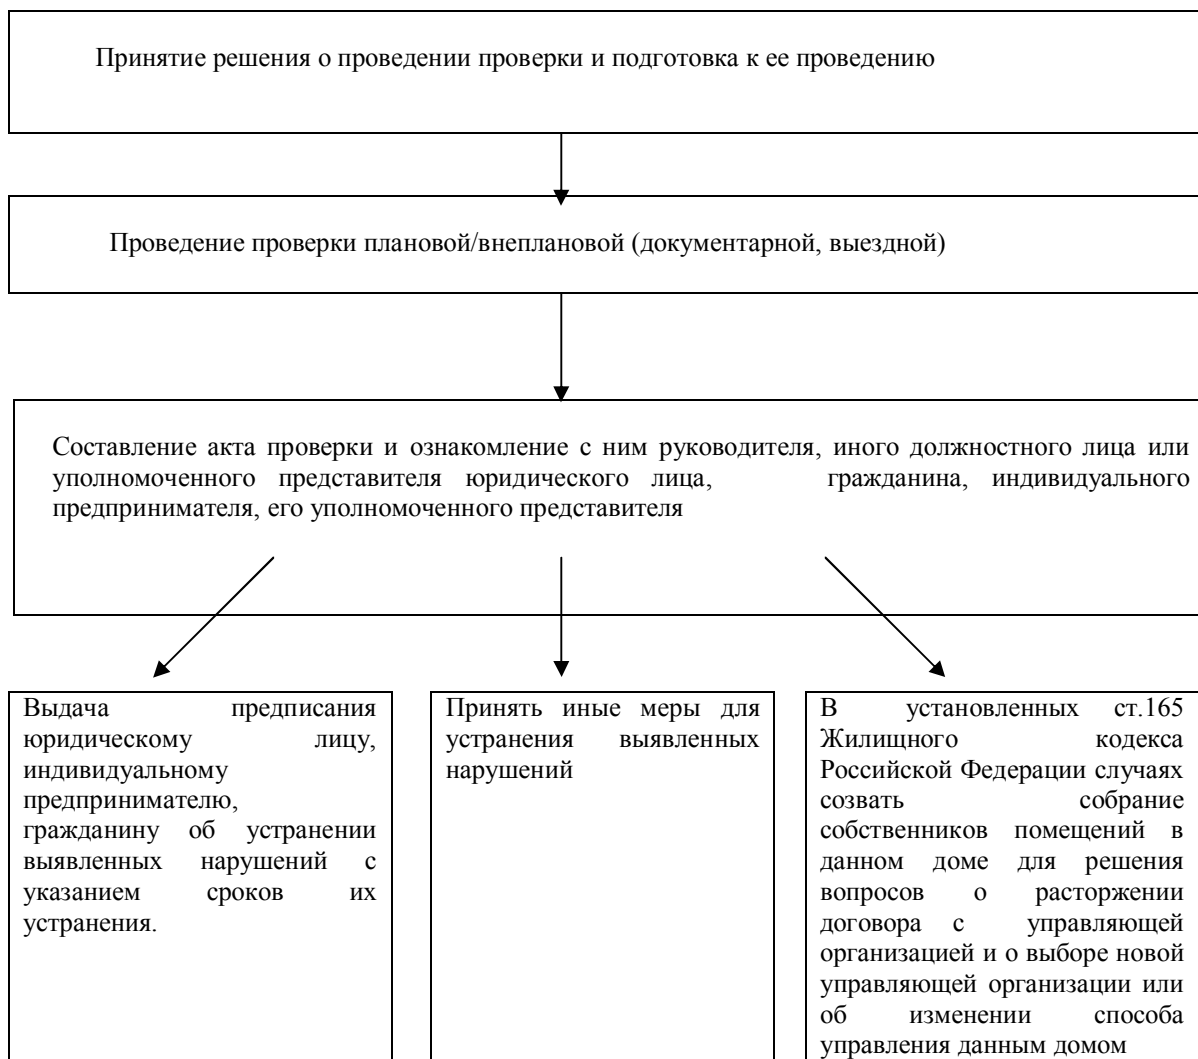 Принятие решения о проведении проверки и подготовка к ее проведению
Проведение проверки плановой/внеплановой (документарной, выездной)
Составление акта проверки и ознакомление с ним руководителя, иного должностного лица или
уполномоченного представителя юридического лица, гражданина, индивидуального
предпринимателя, его уполномоченного представителя
Выдача предписания
юридическому лицу,
индивидуальному
предпринимателю,
гражданину об устранении
выявленных нарушений с
указанием сроков их
устранения.
Принять иные меры для
устранения выявленных
нарушений
В установленных ст.165
Жилищного кодекса
Российской Федерации случаях
созвать собрание
собственников помещений в
данном доме для решения
вопросов о расторжении
договора с управляющей
организацией и о выборе новой
управляющей организации или
об изменении способа
управления данным домом